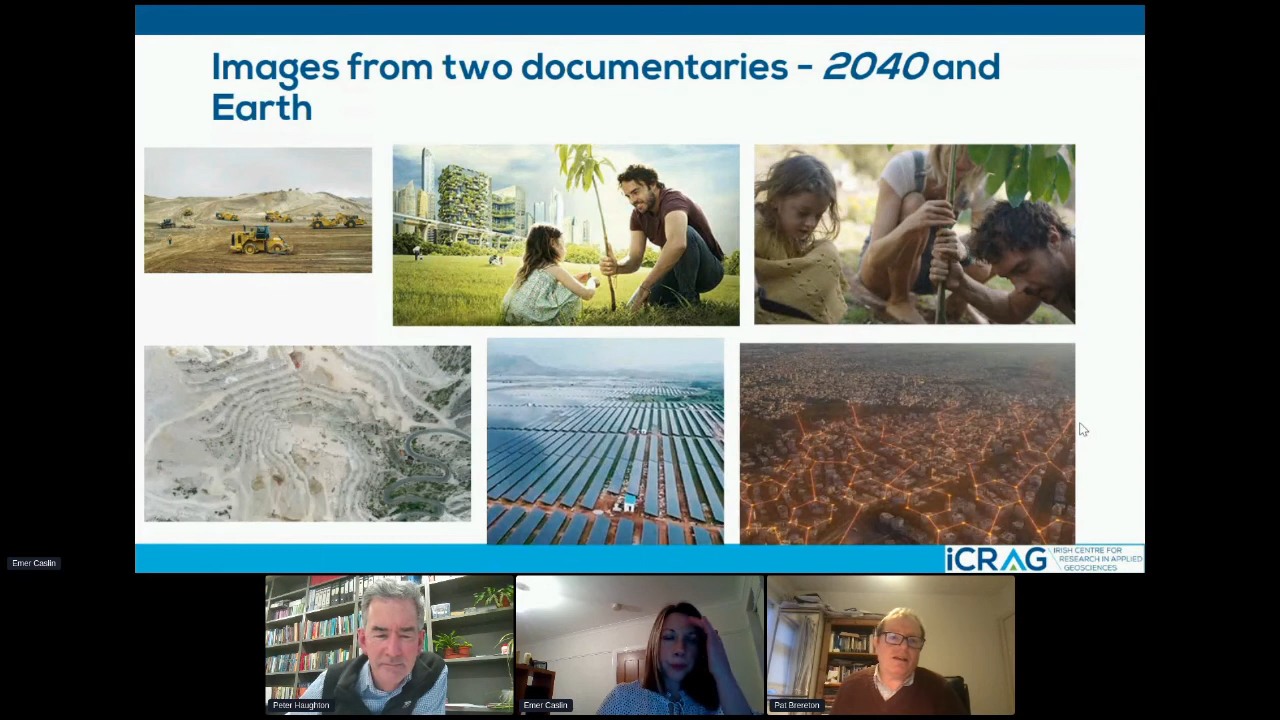 Images from two documentaries - 2040 and
Earth
iCRAG
IRISH CENTRE FOR
RESEARCH IN APPLIED
GEOSCIENCES
Emer Caslin
Peter Haughton
Emer Caslin
Pat Brereton